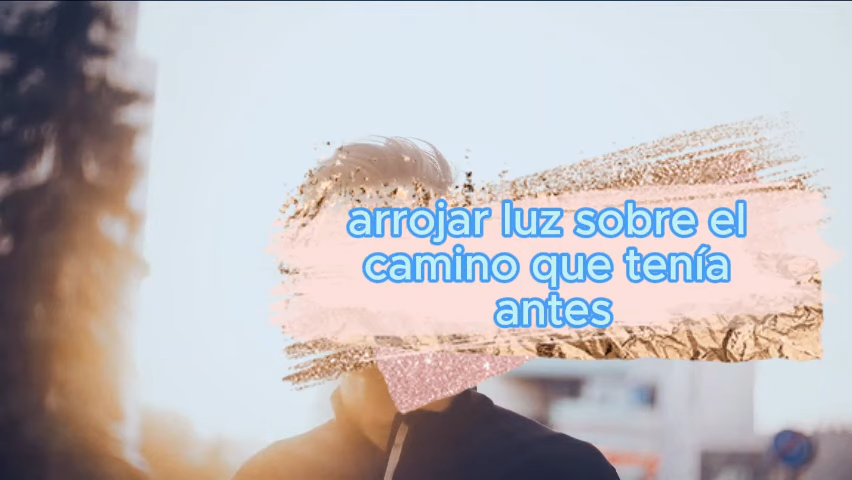 arrojar luz sobre el
camino que tenía
antes